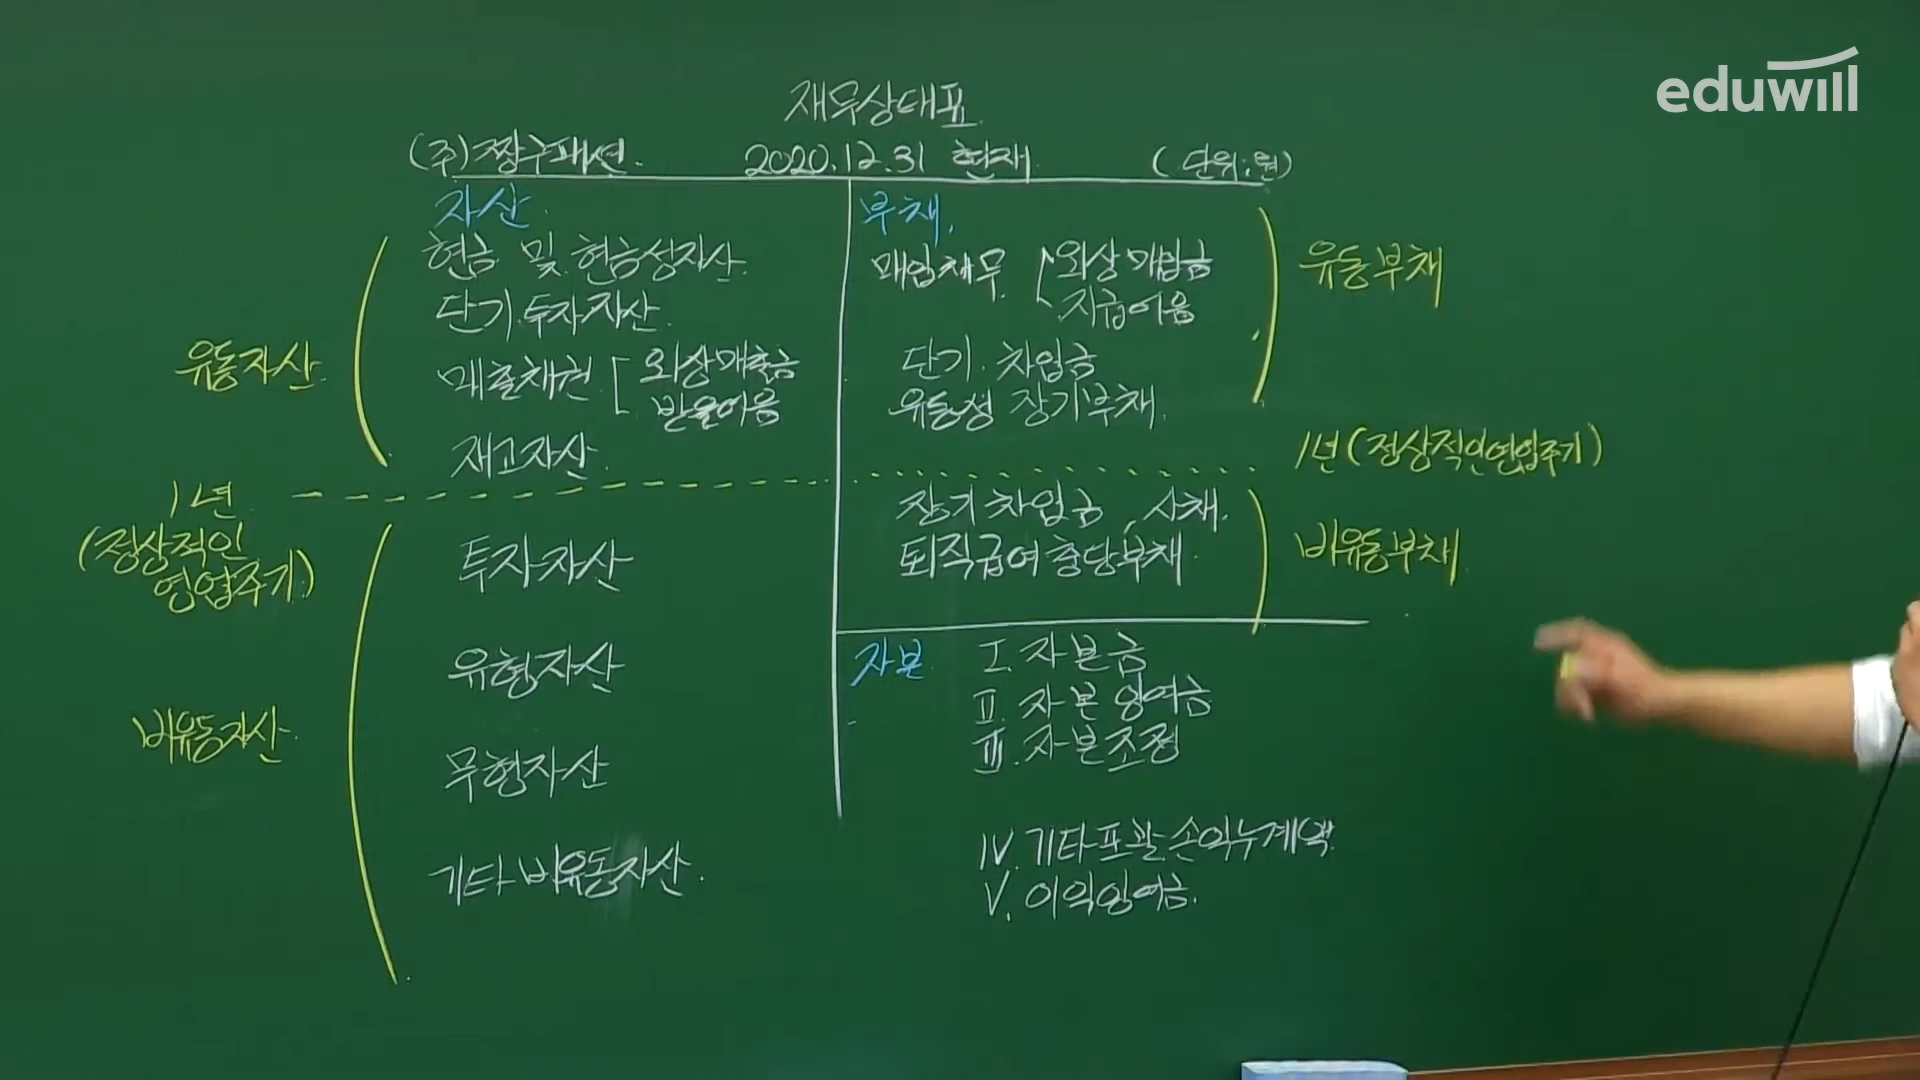 eduwill
재무상태표
(주)짱구패션. 2020.12.31 현재 (단위:원)
자산.
현금 및 현금성자산.
단기.투자자산.
매출채권 [외상매출금
받을어음
재고자산.
유동자산.
1년
(정상적인
영업주기)
투자자산
유형자산
무형자산
기타비유동자산.
비유동자산.
부채.
매입채무 [외상매입금
지급어음
단기.차입금
유동성 장기부채.
유동부채
1년(정상적인영업주기)
장기차입금, 사채.
퇴직급여충당부채.
비유동부채.
자본.
I.자본금
II.자본잉여금
III.자본조정
IV.기타포괄손익누계액.
V.이익잉여금.